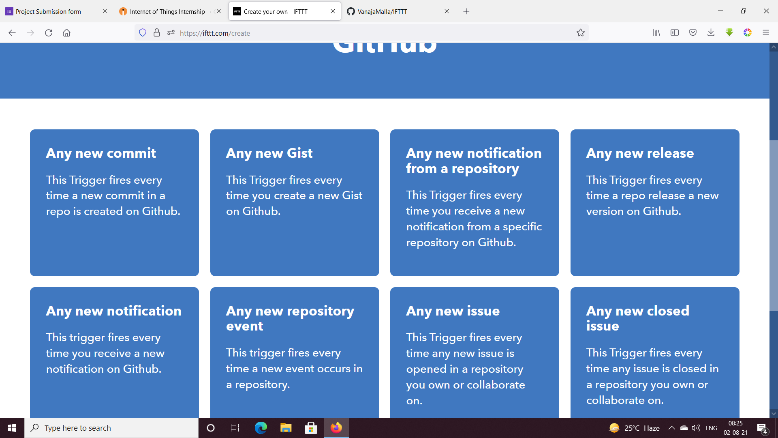 Project Submission form
Internet of Things Internship
Create your own - IFTTT
VanajaMalla/IFTTT
https://ifttt.com/create
GitHub
Any new commit
This Trigger fires every
time a new commit in a
repo is created on Github.
Any new Gist
This Trigger fires every
time you create a new Gist
on Github.
Any new notification
from a repository
This Trigger fires every
time you receive a new
notification from a specific
repository on Github.
Any new release
This Trigger fires every
time a repo release a new
version on Github.
Any new notification
This trigger fires every
time you receive a new
notification on Github.
Any new repository
event
This trigger fires every
time a new event occurs in
a repository.
Any new issue
This Trigger fires every
time any new issue is
opened in a repository
you own or collaborate
on.
Any new closed
issue
This Trigger fires every
time any issue is closed in
a repository you own or
collaborate on.
Type here to search
25°C Haze
ENG
08:25
02-08-21